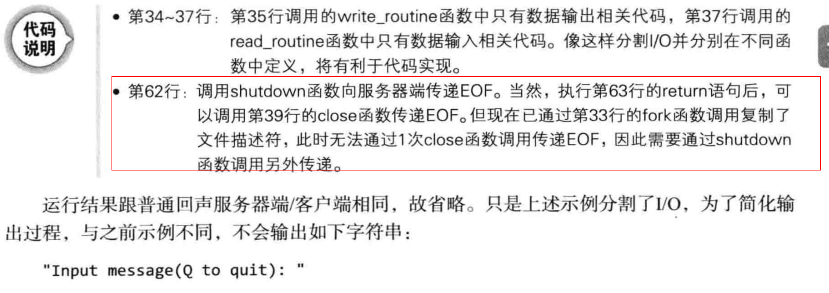 代码
说明
• 第34~37行：第35行调用的write_routine函数中只有数据输出相关代码，第37行调用的
read_routine函数中只有数据输入相关代码。像这样分割I/O并分别在不同函
数中定义，将有利于代码实现。
• 第62行：调用shutdown函数向服务器端传递EOF。当然，执行第63行的return语句后，可
以调用第39行的close函数传递EOF。但现在已通过第33行的fork函数调用复制了
文件描述符，此时无法通过1次close函数调用传递EOF，因此需要通过shutdown
函数调用另外传递。
运行结果跟普通回声服务器端/客户端相同，故省略。只是上述示例分割了I/O，为了简化输
出过程，与之前示例不同，不会输出如下字符串：
"Input message(Q to quit): "